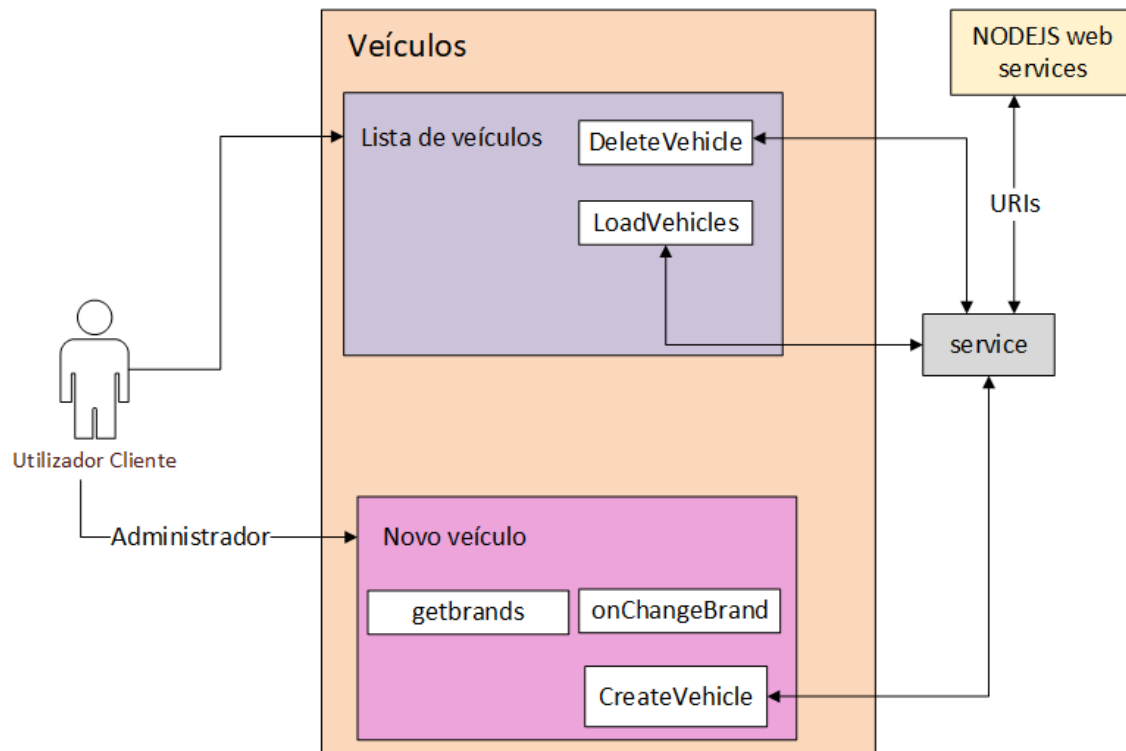 Veículos
NODEJS web
services
Lista de veículos
DeleteVehicle
LoadVehicles
URIs
service
Utilizador Cliente
Administrador
Novo veículo
getbrands
onChangeBrand
CreateVehicle